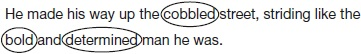 He made his way up the cobbled street, striding like the
bold and determined man he was.